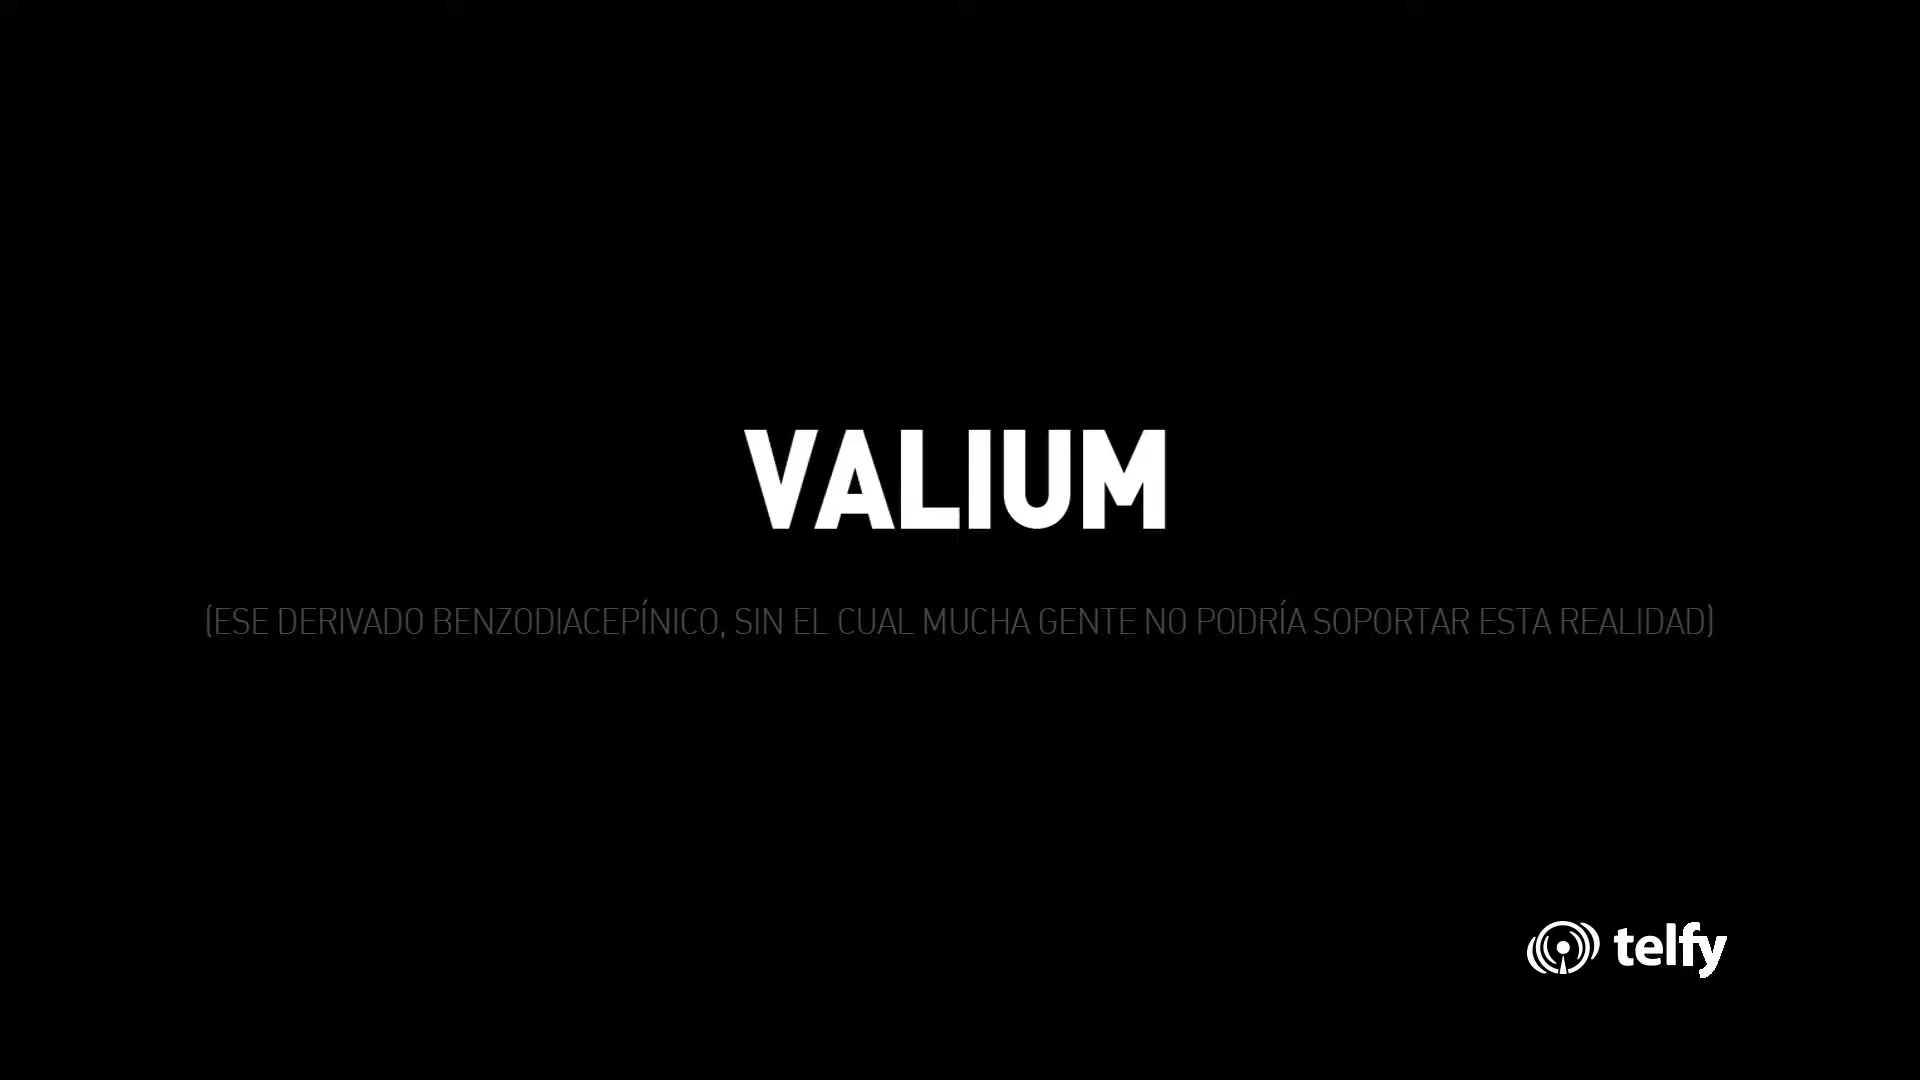 VALIUM
(ESE DERIVADO BENZODIACEPÍNICO, SIN EL CUAL MUCHA GENTE NO PODRÍA SOPORTAR ESTA REALIDAD)
telfy